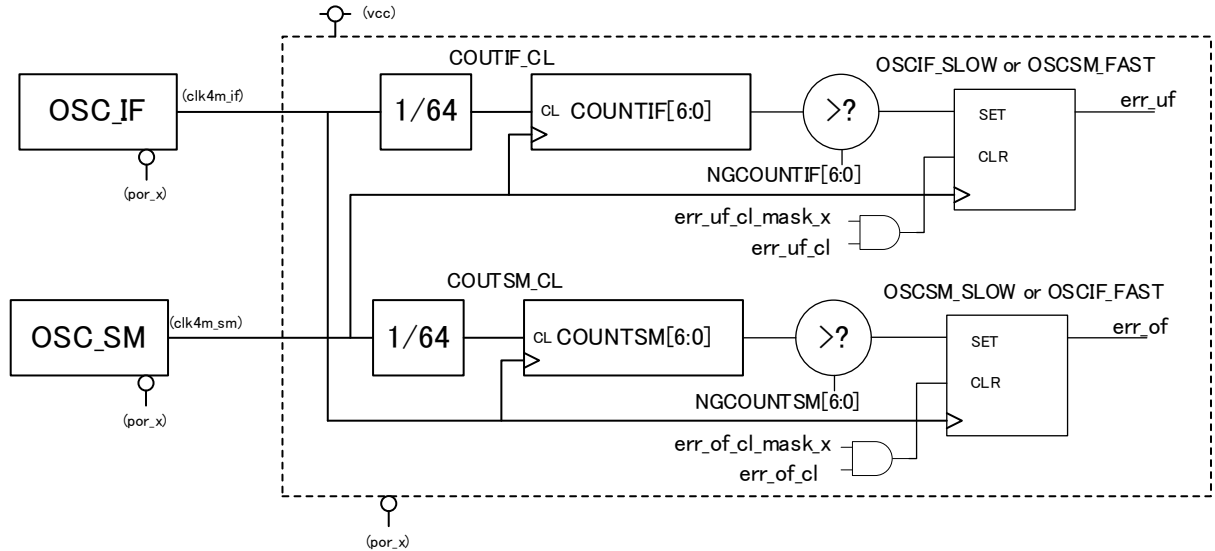 (vcc)
COUTIF_CL
OSCIF_SLOW or OSCSM_FAST
OSC_IF
(clk4m_if)
1/64
CL COUNTIF[6:0]
>?
SET
err_uf
CLR
(por_x)
NGCOUNTIF[6:0]
err_uf_cl_mask_x
err_uf_cl
COUTSM_CL
OSCSM_SLOW or OSCIF_FAST
OSC_SM
(clk4m_sm)
1/64
CL COUNTSM[6:0]
>?
SET
err_of
CLR
(por_x)
NGCOUNTSM[6:0]
err_of_cl_mask_x
err_of_cl
(por_x)